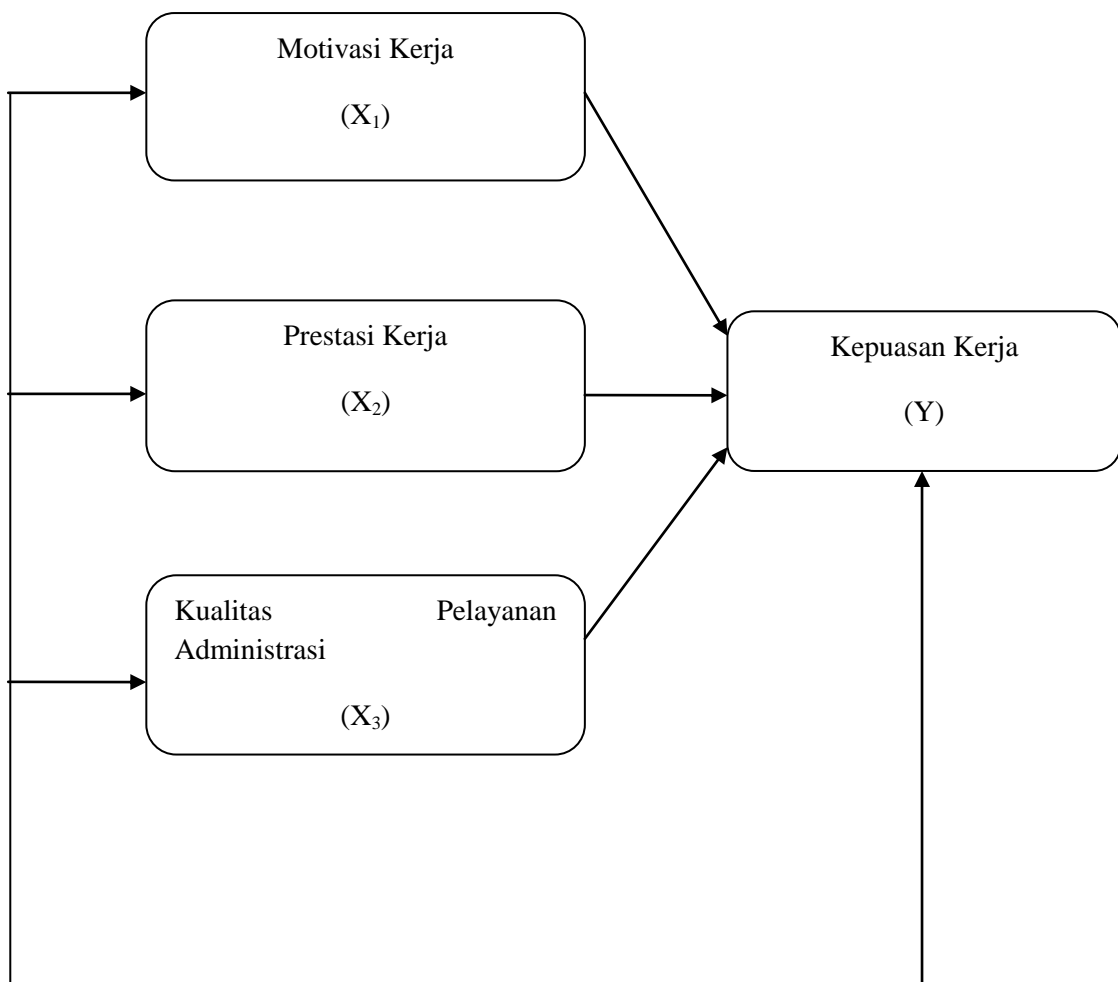 Motivasi Kerja
(X₁)
Prestasi Kerja
(X₂)
Kepuasan Kerja
(Y)
Kualitas Pelayanan
Administrasi
(X₃)